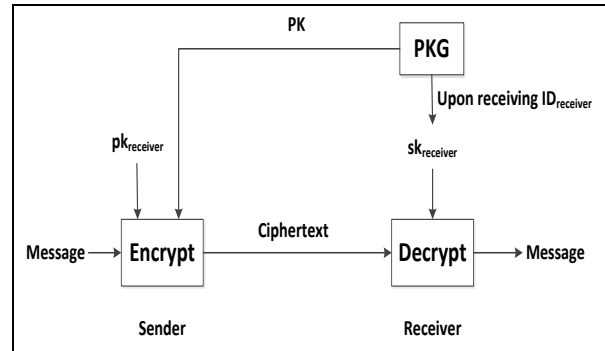 PK
PKG
Upon receiving IDreceiver
pkreceiver
skreceiver
Message
Encrypt
Ciphertext
Decrypt
Message
Sender
Receiver